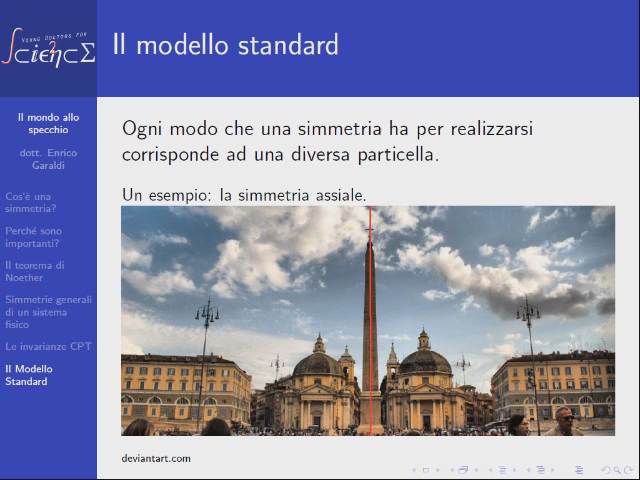 YOUNG DOCTORS FOR
Il modello standard
Il mondo allo
specchio
dott. Enrico
Garaldi
Cos'è una
simmetria?
Perché sono
importanti?
Il teorema di
Noether
Simmetrie generali
di un sistema
fisico
Le invarianze CPT
Il Modello
Standard
Ogni modo che una simmetria ha per realizzarsi
corrisponde ad una diversa particella.
Un esempio: la simmetria assiale.
deviantart.com